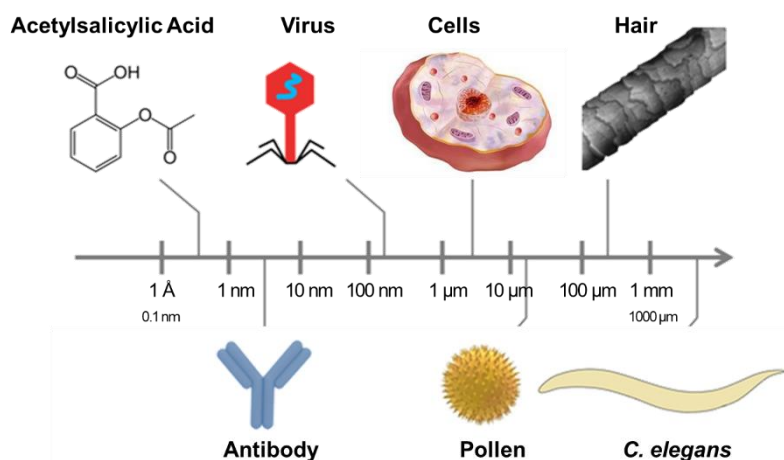 Acetylsalicylic Acid
Virus
Cells
Hair
O
OH
O
O
1 Å
1 nm
10 nm
100 nm
1 µm
10 µm
100 µm
1 mm
0.1 nm
1000 µm
Antibody
Pollen
C. elegans